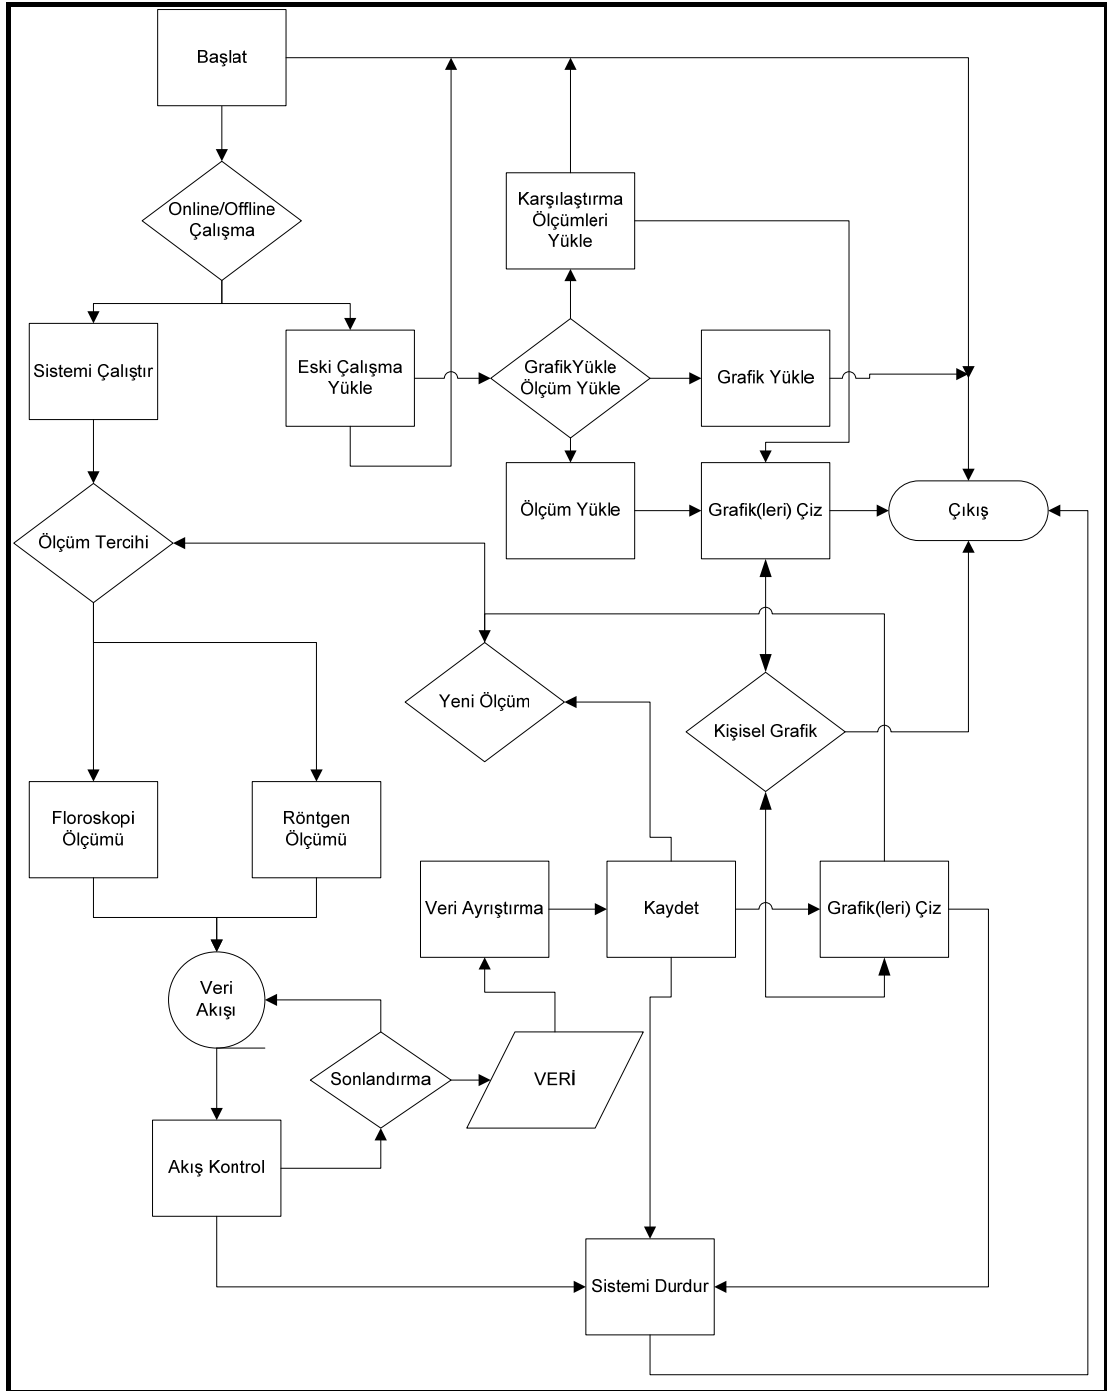 Başlat
Online/Offline
Çalışma
Karşılaştırma
Ölçümleri
Yükle
Sistemi Çalıştır
Eski Çalışma
Yükle
GrafikYükle
Ölçüm Yükle
Grafik Yükle
Ölçüm Tercihi
Ölçüm Yükle
Grafik(leri) Çiz
Çıkış
Yeni Ölçüm
Kişisel Grafik
Floroskopi
Ölçümü
Röntgen
Ölçümü
Veri Ayrıştırma
Kaydet
Grafik(leri) Çiz
Veri
Akışı
Sonlandırma
VERİ
Akış Kontrol
Sistemi Durdur